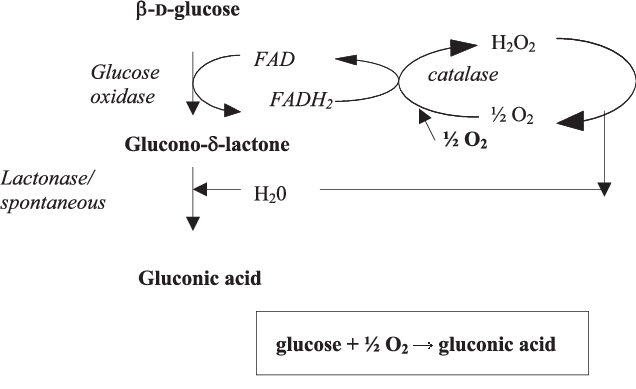 β-D-glucose
H₂O₂
FAD
Glucose
oxidase
catalase
FADH₂
½ O₂
½ O₂
Glucono-δ-lactone
Lactonase/
spontaneous
H₂0
Gluconic acid
glucose + ½ O₂ → gluconic acid